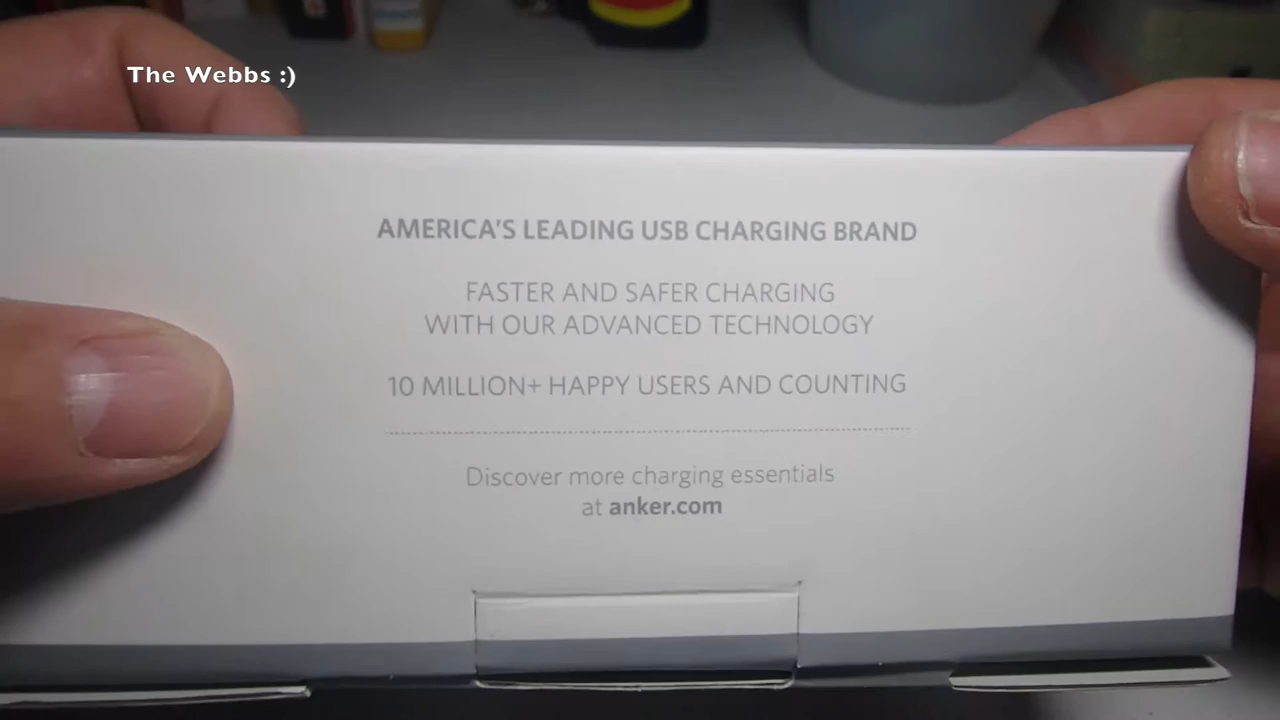 The Webbs :)
AMERICA'S LEADING USB CHARGING BRAND
FASTER AND SAFER CHARGING
WITH OUR ADVANCED TECHNOLOGY
10 MILLION+ HAPPY USERS AND COUNTING
Discover more charging essentials
at anker.com